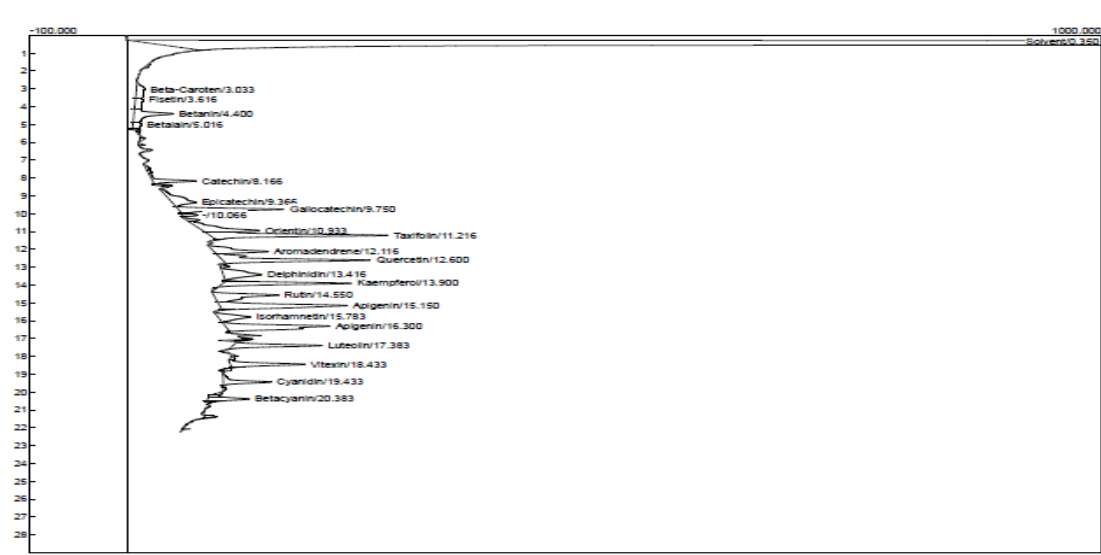 -100.000 1000.000
Solvent/0.350
1
2
3
Beta-Caroten/3.033
Fisetin/3.616
4
Betanin/4.400
5
Betalain/5.016
6
7
8
Catechin/8.166
9
Epicatechin/9.366
Gallocatechin/9.750
10
-/10.066
11
Orientin/10.933
Taxifolin/11.216
12
Aromadendrene/12.116
Quercetin/12.600
13
Delphinidin/13.416
14
Kaempferol/13.900
Rutin/14.550
15
Apigenin/15.150
Isorhamnetin/15.783
16
Apigenin/16.300
17
Luteolin/17.383
18
Vitexin/18.433
19
Cyanidin/19.433
20
Betacyanin/20.383
21
22
23
24
25
26
27
28